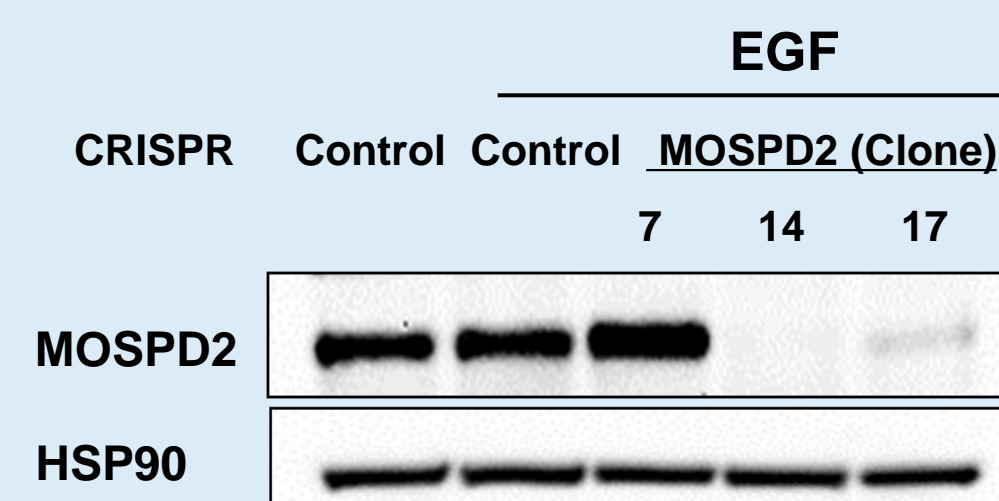 EGF
CRISPR Control Control MOSPD2 (Clone)
7 14 17
MOSPD2
HSP90